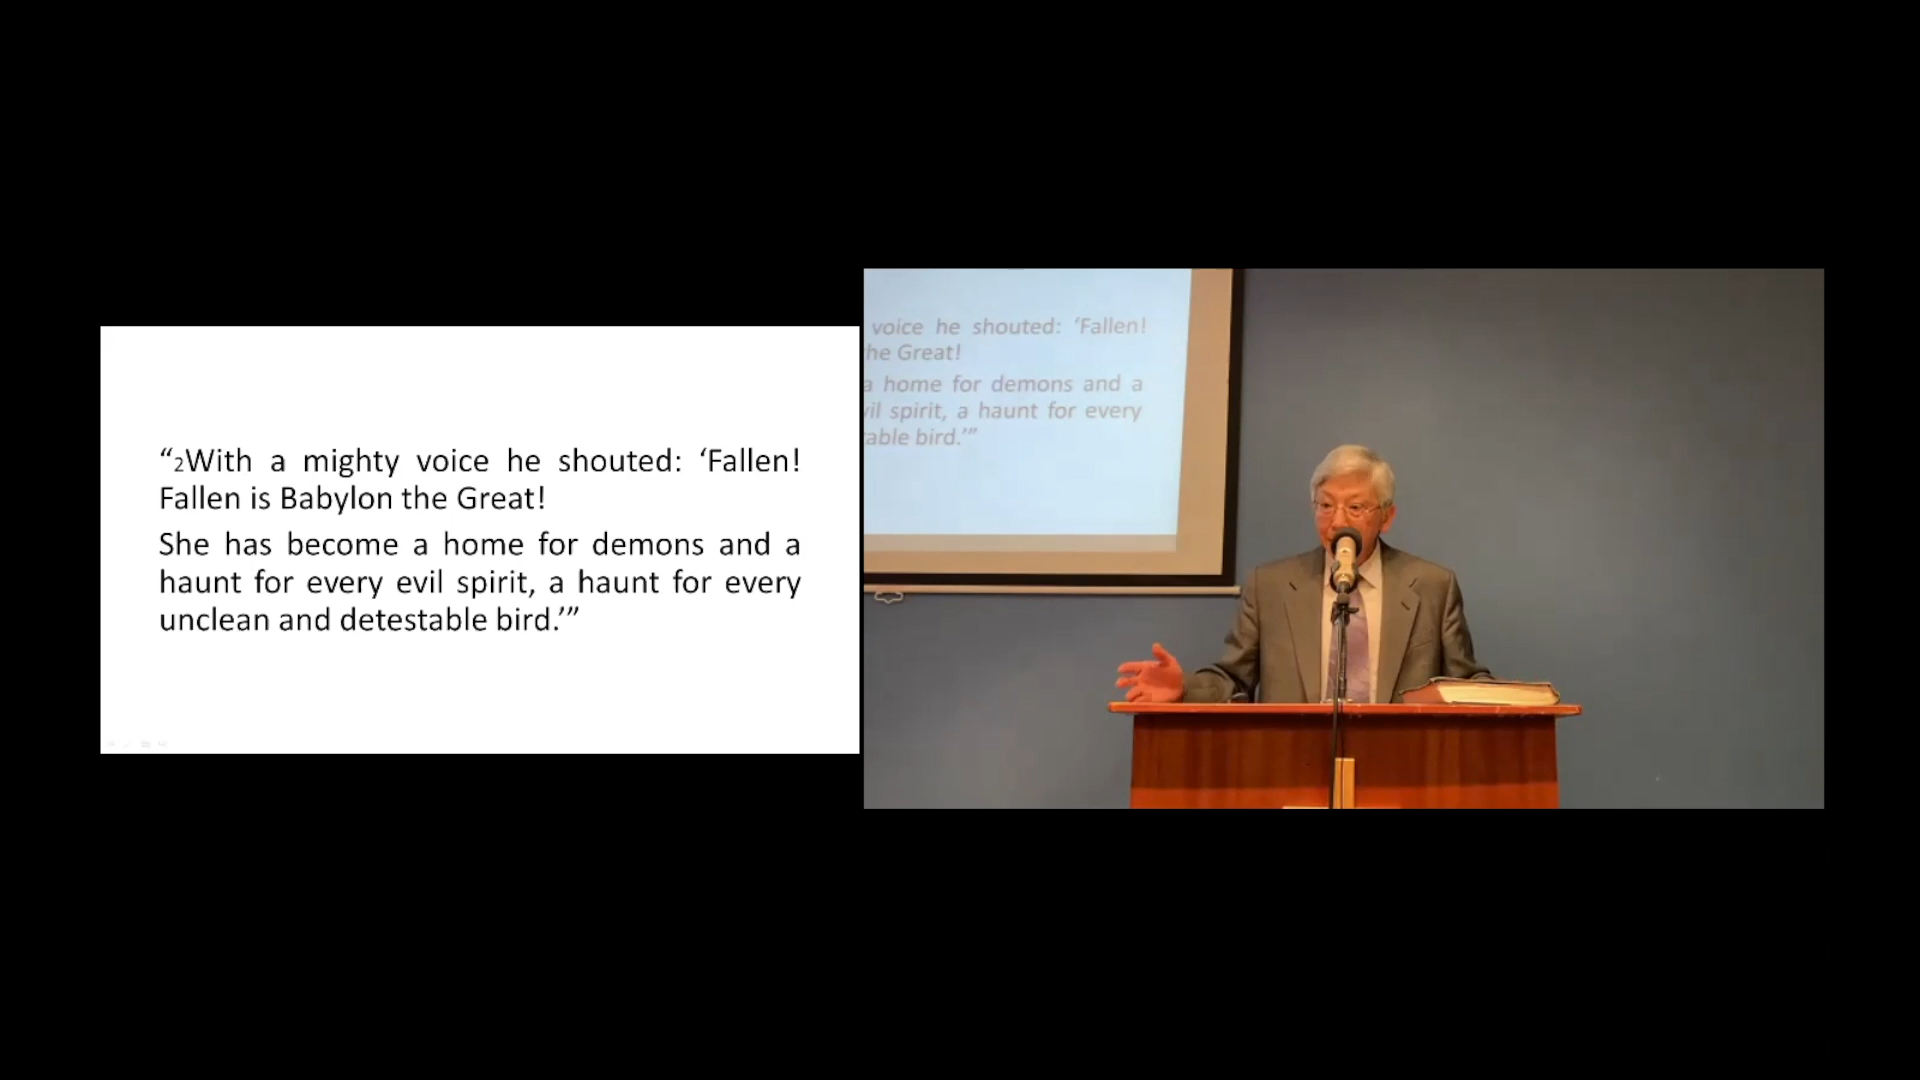 “2With a mighty voice he shouted: ‘Fallen!
Fallen is Babylon the Great!
She has become a home for demons and a
haunt for every evil spirit, a haunt for every
unclean and detestable bird.’”
voice he shouted: ‘Fallen!
he Great!
a home for demons and a
spirit, a haunt for every
bird.’”